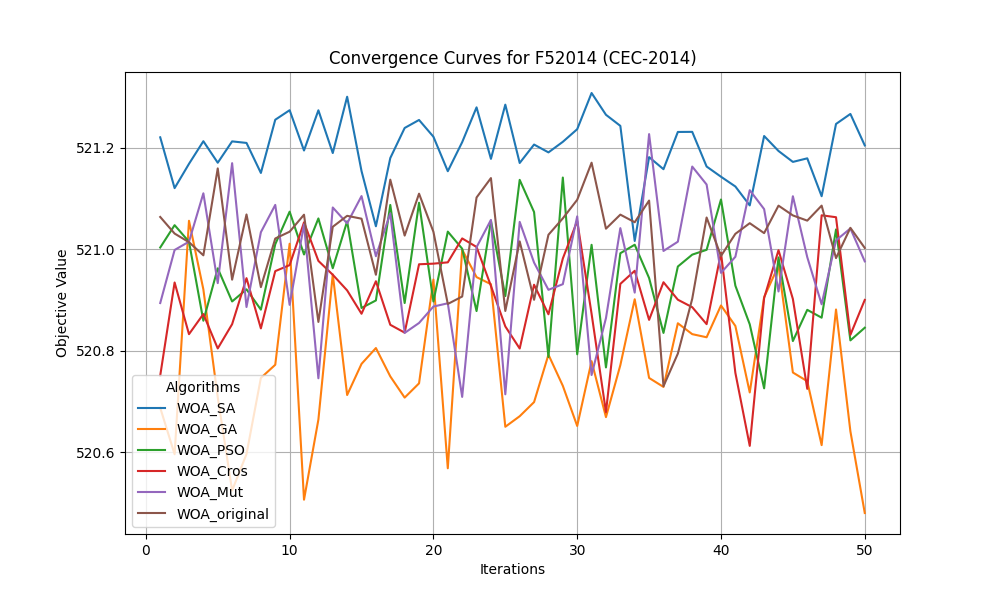 Convergence Curves for F52014 (CEC-2014)
Objective Value
521.2
521.0
520.8
520.6
Algorithms
WOA_SA
WOA_GA
WOA_PSO
WOA_Cros
WOA_Mut
WOA_original
0 10 20 30 40 50
Iterations